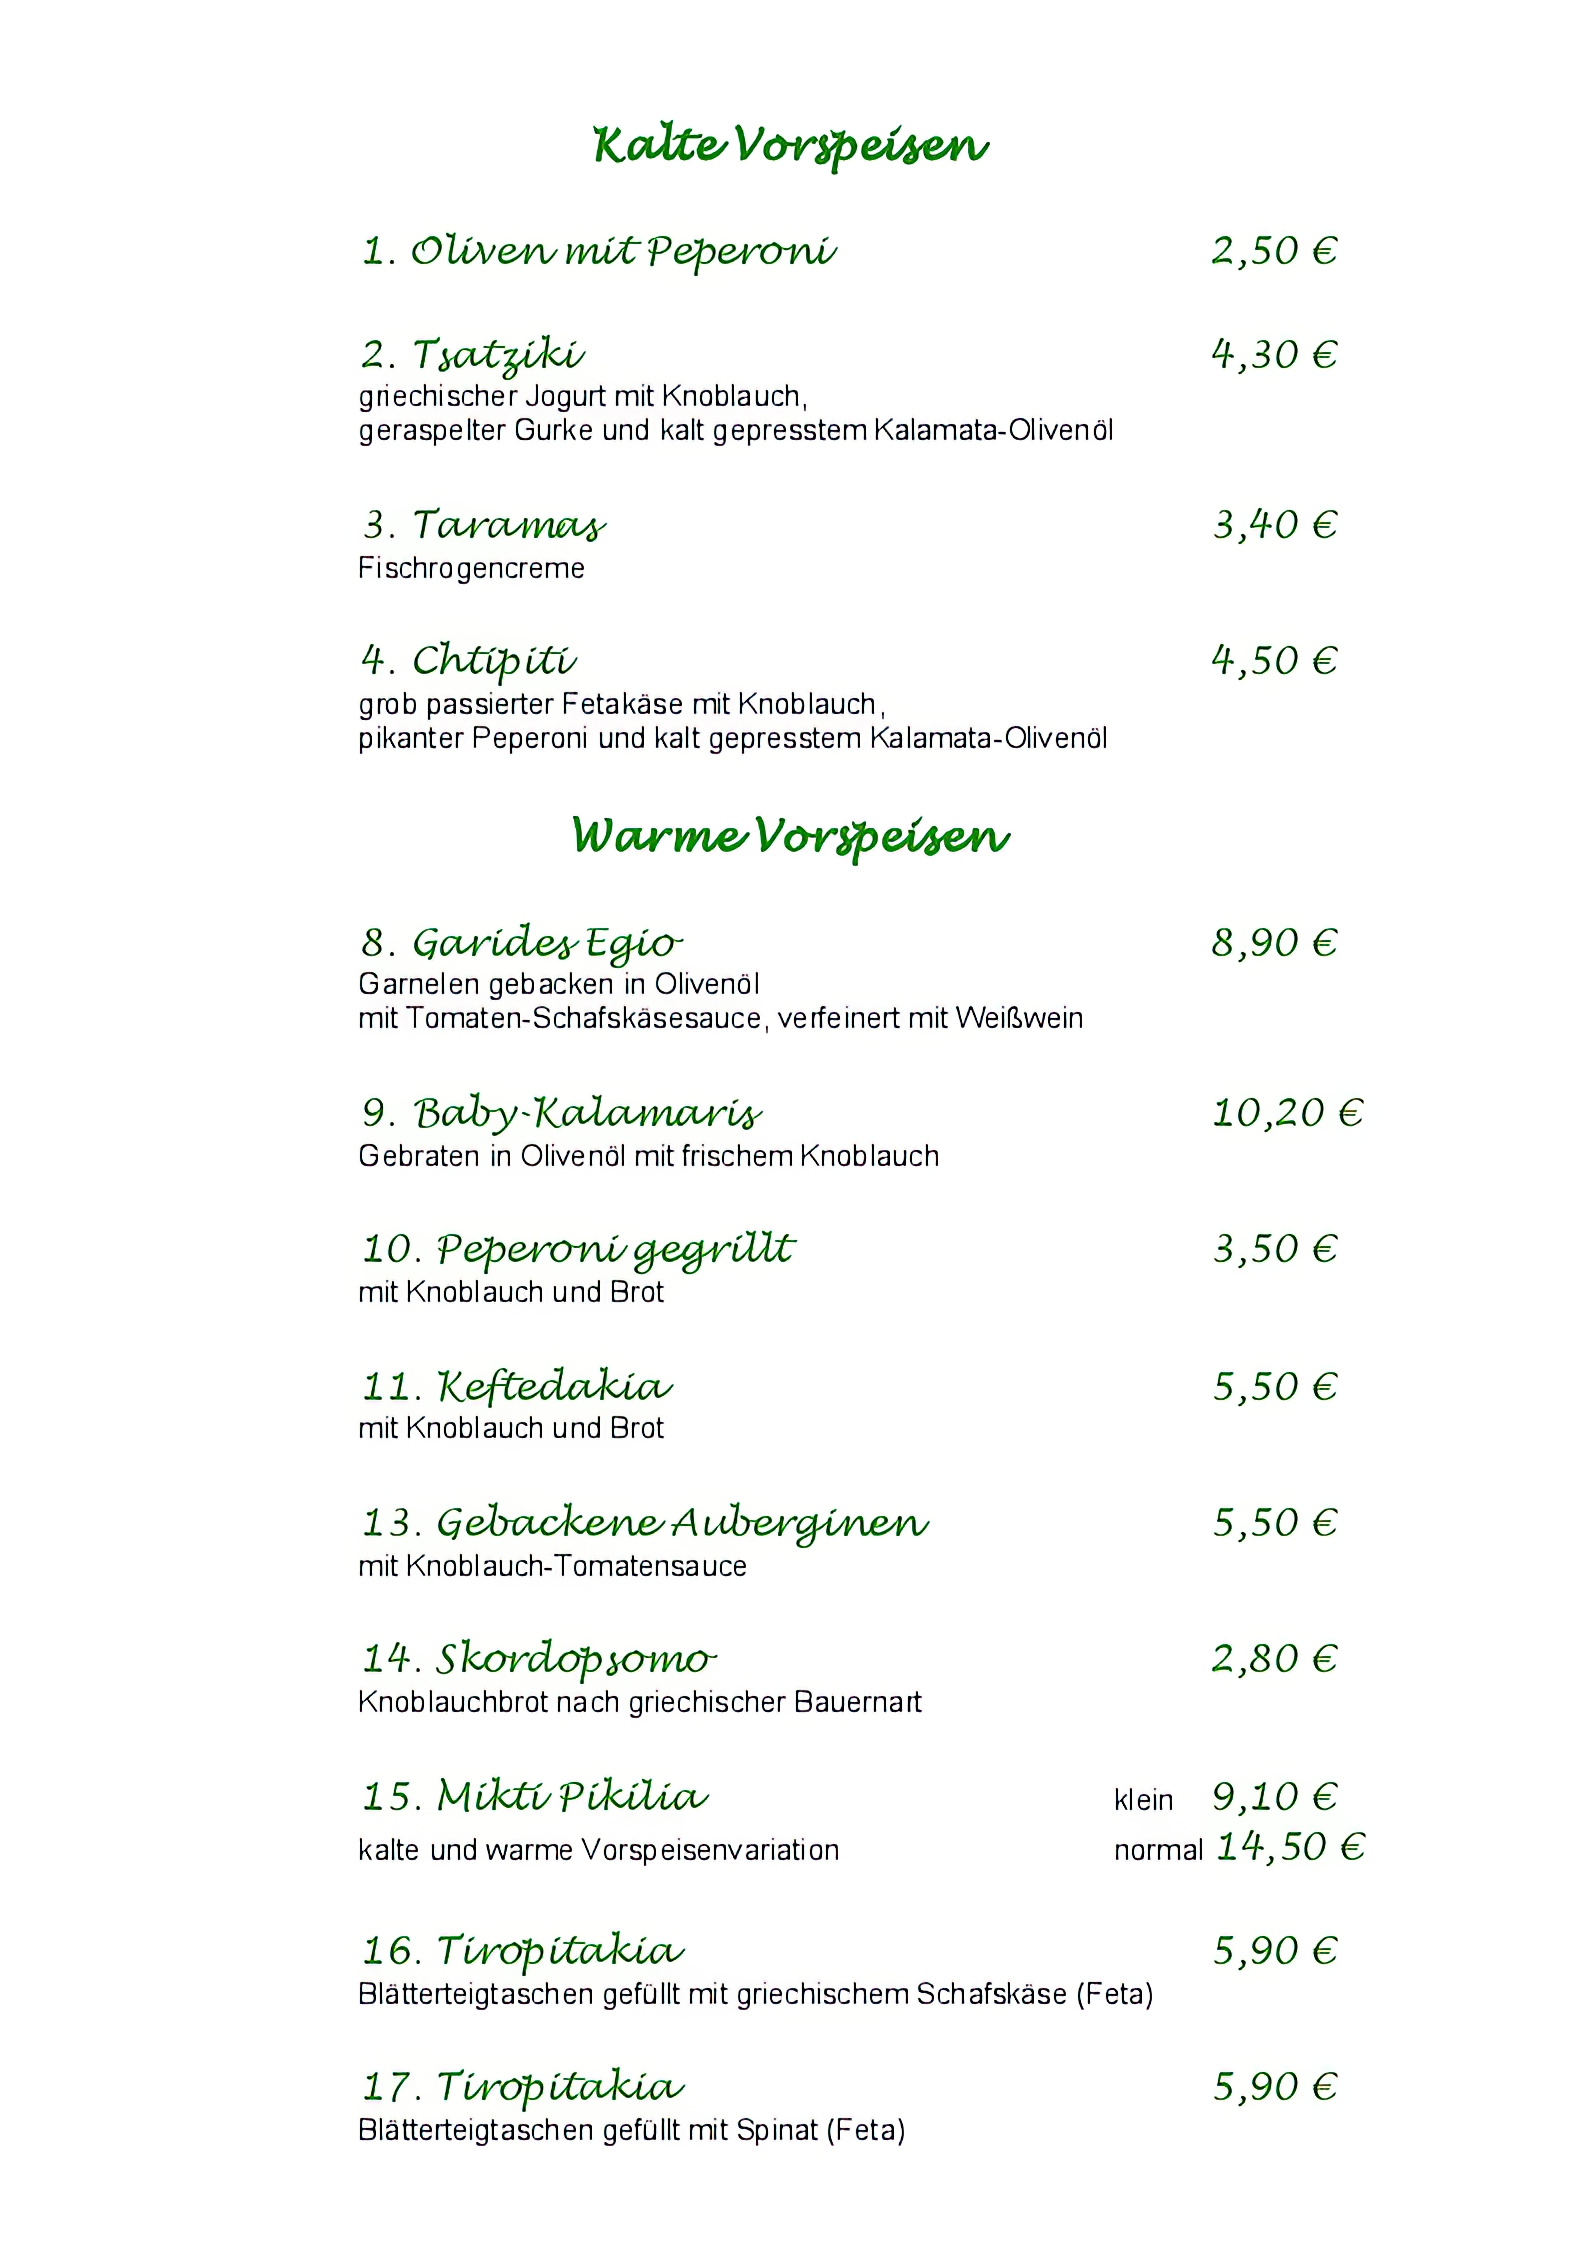 Kalte Vorspeisen
1. Oliven mit Peperoni 2,50 €
2. Tsatziki 4,30 €
griechischer Jogurt mit Knoblauch,
geraspelter Gurke und kalt gepresstem Kalamata-Olivenöl
3. Taramas 3,40 €
Fischrogencreme
4. Chtipiti 4,50 €
grob passierter Fetakäse mit Knoblauch,
pikanter Peperoni und kalt gepresstem Kalamata-Olivenöl
Warme Vorspeisen
8. Garides Egio 8,90 €
Garnelen gebacken in Olivenöl
mit Tomaten-Schafskäsesauce, verfeinert mit Weißwein
9. Baby-Kalamaris 10,20 €
Gebraten in Olivenöl mit frischem Knoblauch
10. Peperoni gegrillt 3,50 €
mit Knoblauch und Brot
11. Keftedakia 5,50 €
mit Knoblauch und Brot
13. Gebackene Auberginen 5,50 €
mit Knoblauch-Tomatensauce
14. Skordopsomo 2,80 €
Knoblauchbrot nach griechischer Bauernart
15. Mikti Pikilia klein 9,10 €
kalte und warme Vorspeisenvariation normal 14,50 €
16. Tiropitakia 5,90 €
Blätterteigtaschen gefüllt mit griechischem Schafskäse (Feta)
17. Tiropitakia 5,90 €
Blätterteigtaschen gefüllt mit Spinat (Feta)